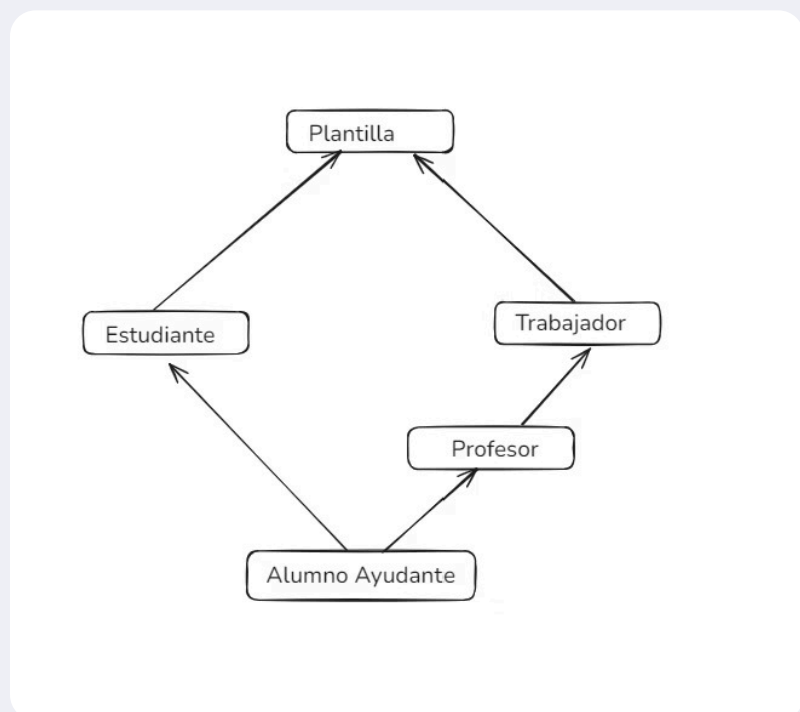 Plantilla
Estudiante
Trabajador
Profesor
Alumno Ayudante